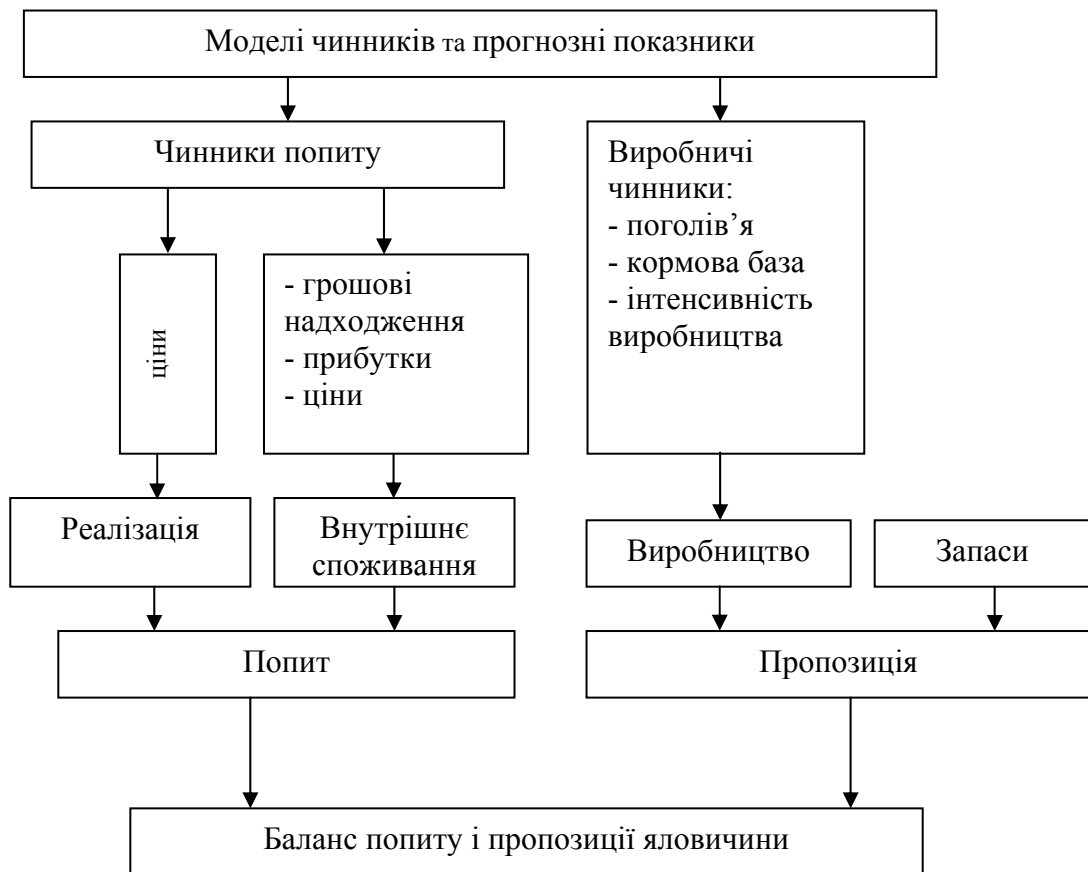 Моделі чинників та прогнозні показники
Чинники попиту
Виробничі
чинники:
- поголів’я
- кормова база
- інтенсивність
виробництва
ціни
- грошові
надходження
- прибутки
- ціни
Реалізація
Внутрішнє
споживання
Виробництво
Запаси
Попит
Пропозиція
Баланс попиту і пропозиції яловичини